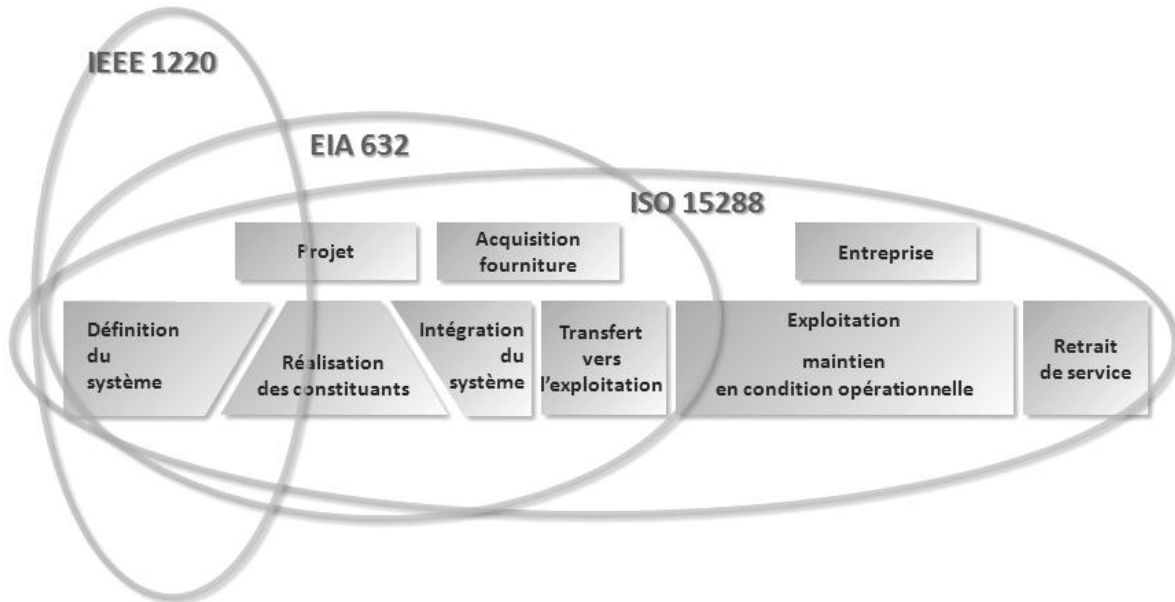 IEEE 1220
EIA 632
ISO 15288
Projet
Acquisition
fourniture
Entreprise
Définition
du
système
Réalisation
des constituants
Intégration
du
système
Transfert
vers
l'exploitation
Exploitation
maintien
en condition opérationnelle
Retrait
de service